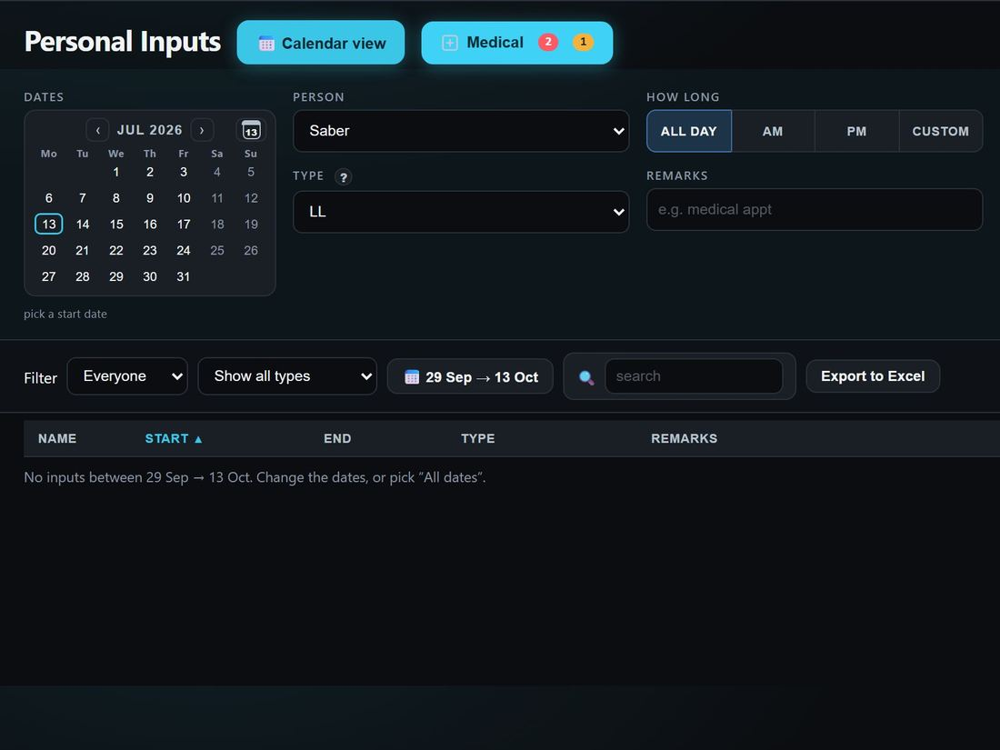 Personal Inputs
Calendar view
Medical 2 1
DATES
‹ JUL 2026 › 13
Mo Tu We Th Fr Sa Su
1 2 3 4 5
6 7 8 9 10 11 12
13 14 15 16 17 18 19
20 21 22 23 24 25 26
27 28 29 30 31
pick a start date
PERSON
Saber
TYPE ?
LL
HOW LONG
ALL DAY AM PM CUSTOM
REMARKS
e.g. medical appt
Filter Everyone Show all types 29 Sep → 13 Oct search Export to Excel
NAME START ▲ END TYPE REMARKS
No inputs between 29 Sep → 13 Oct. Change the dates, or pick “All dates”.